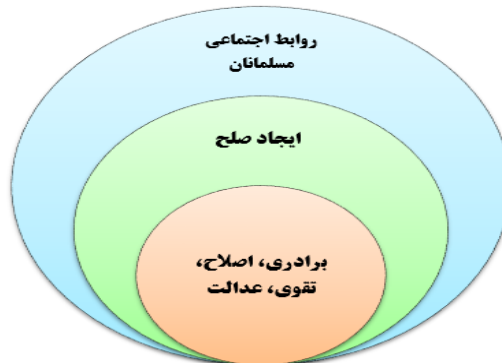 روابط اجتماعی
مسلمانان
ایجاد صلح
برادری، اصلاح،
تقوی، عدالت